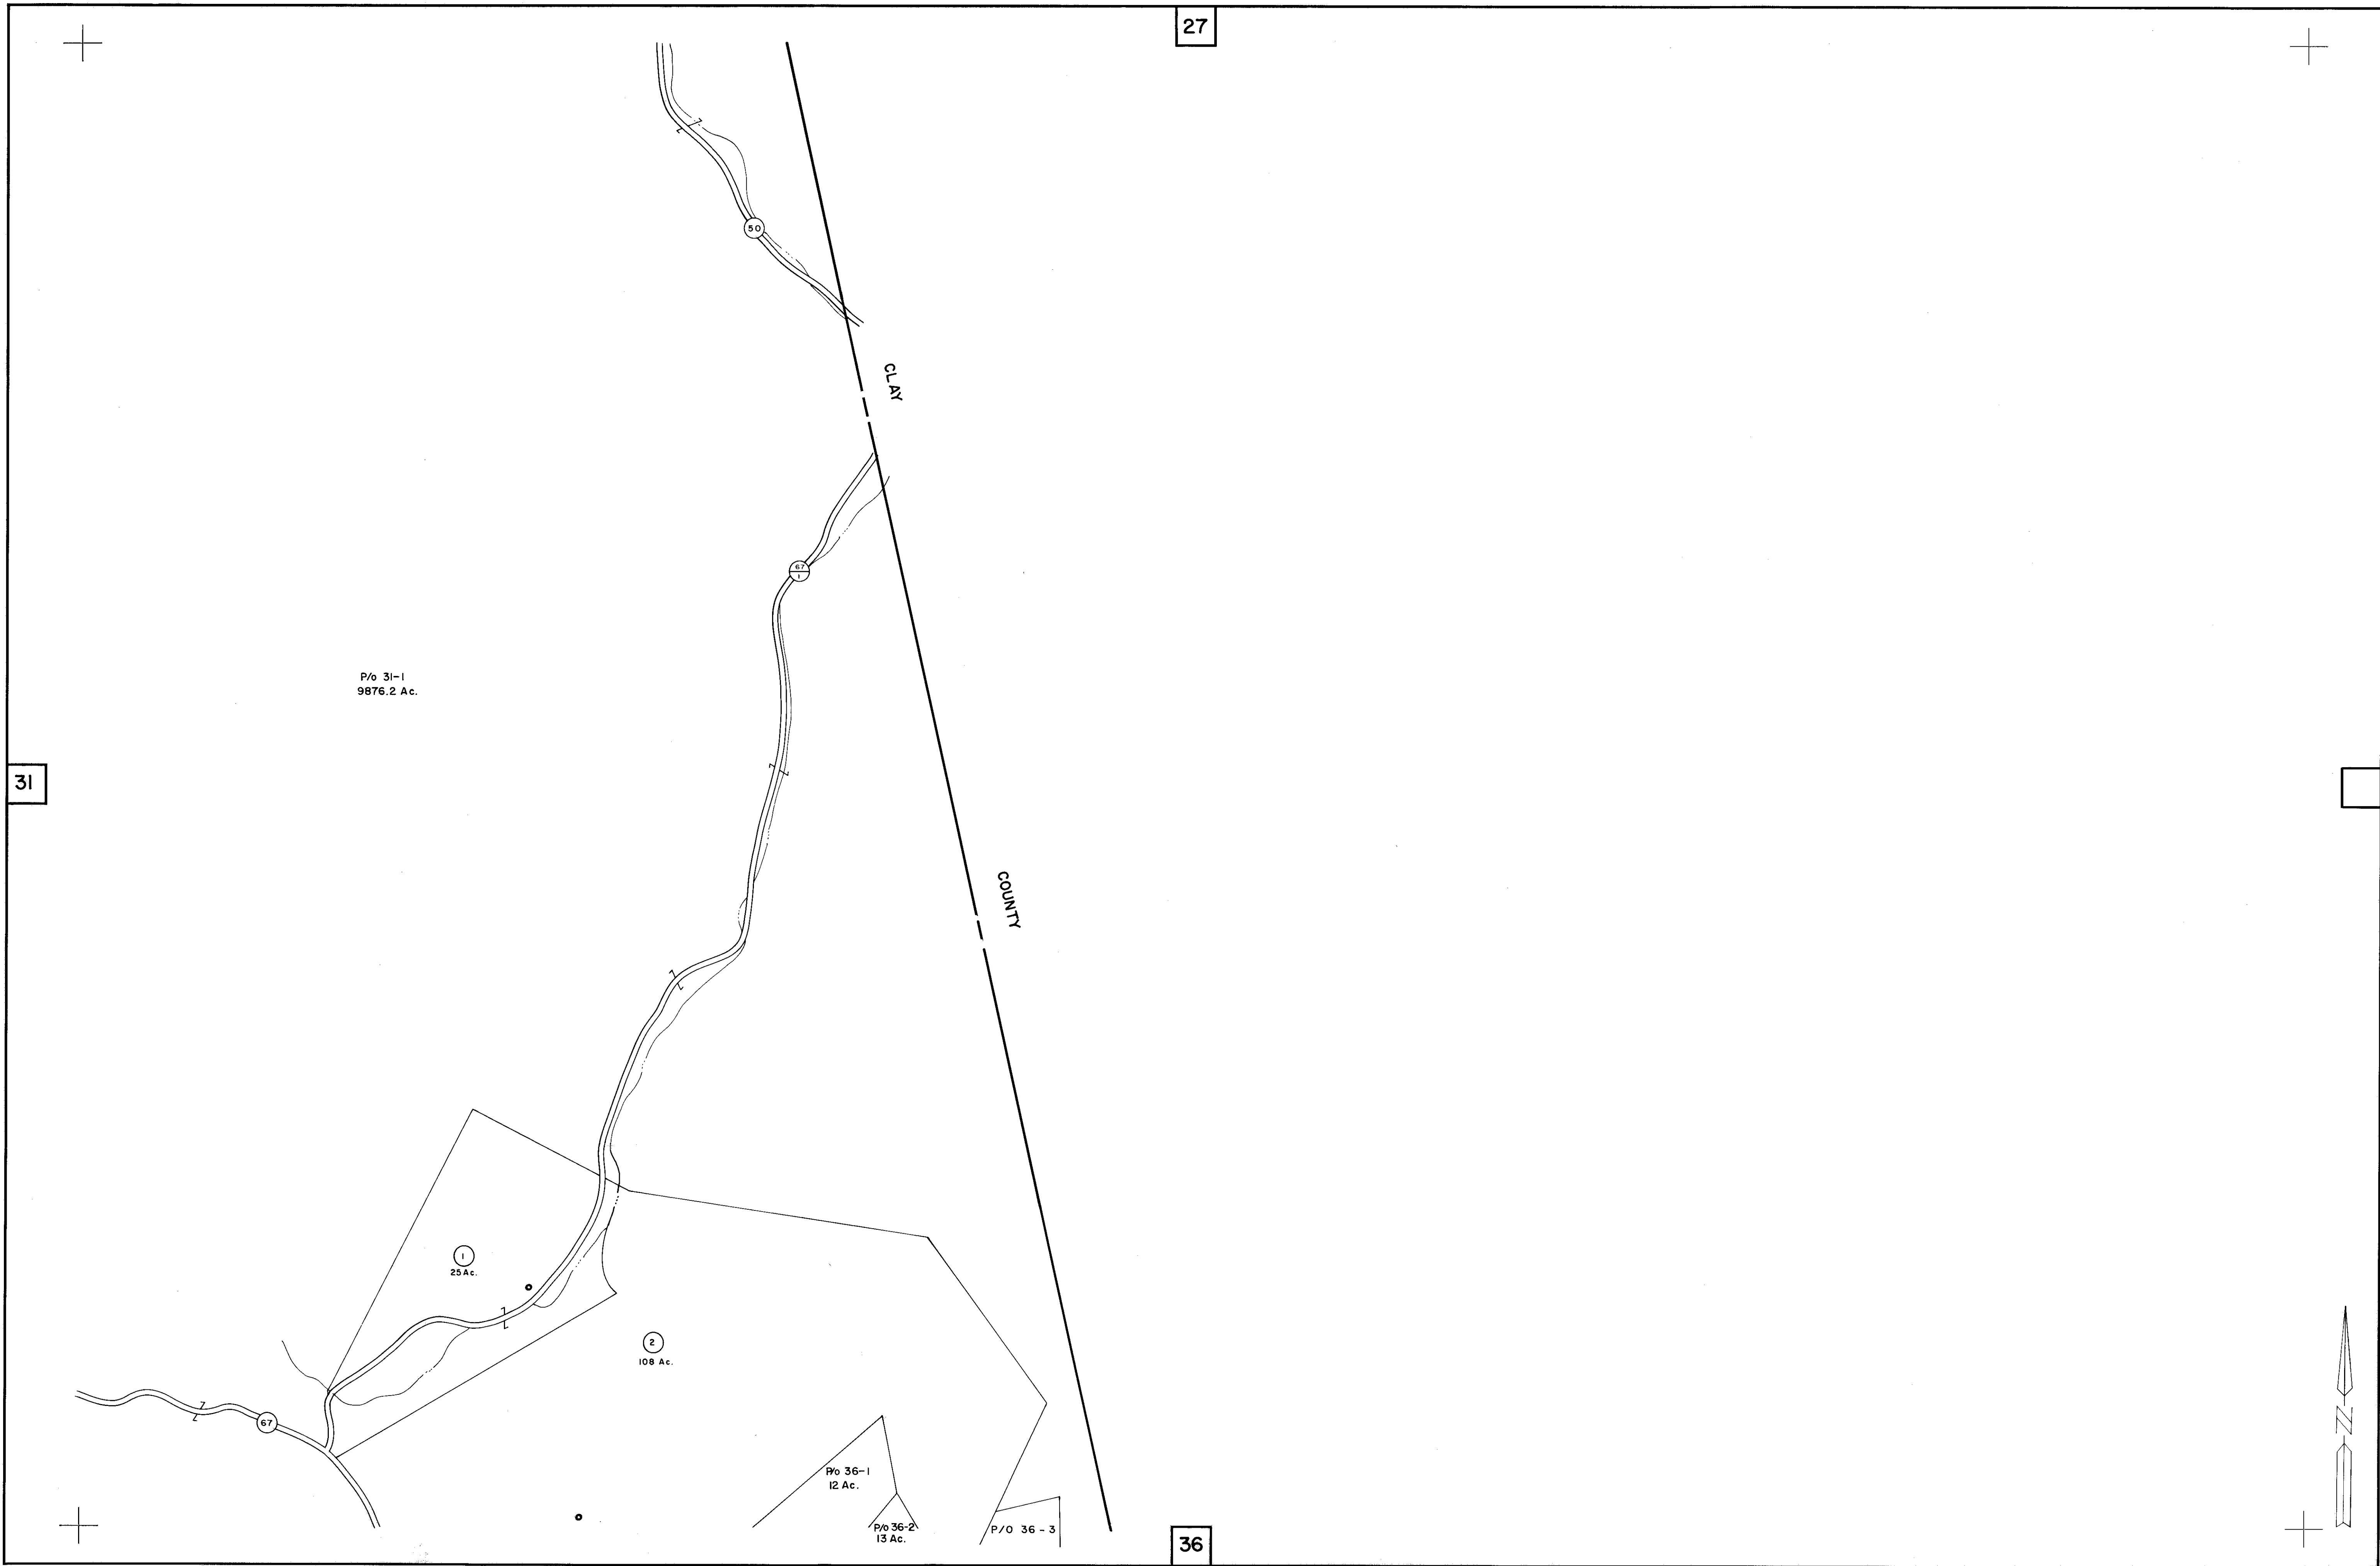 27
50
CLAY
67
1
P/o 31-1
9876.2 Ac.
31
COUNTY
1
25 Ac.
2
108 Ac.
67
P/o 36-1
12 Ac.
P/o 36-2
13 Ac.
P/O 36 - 3
N
36